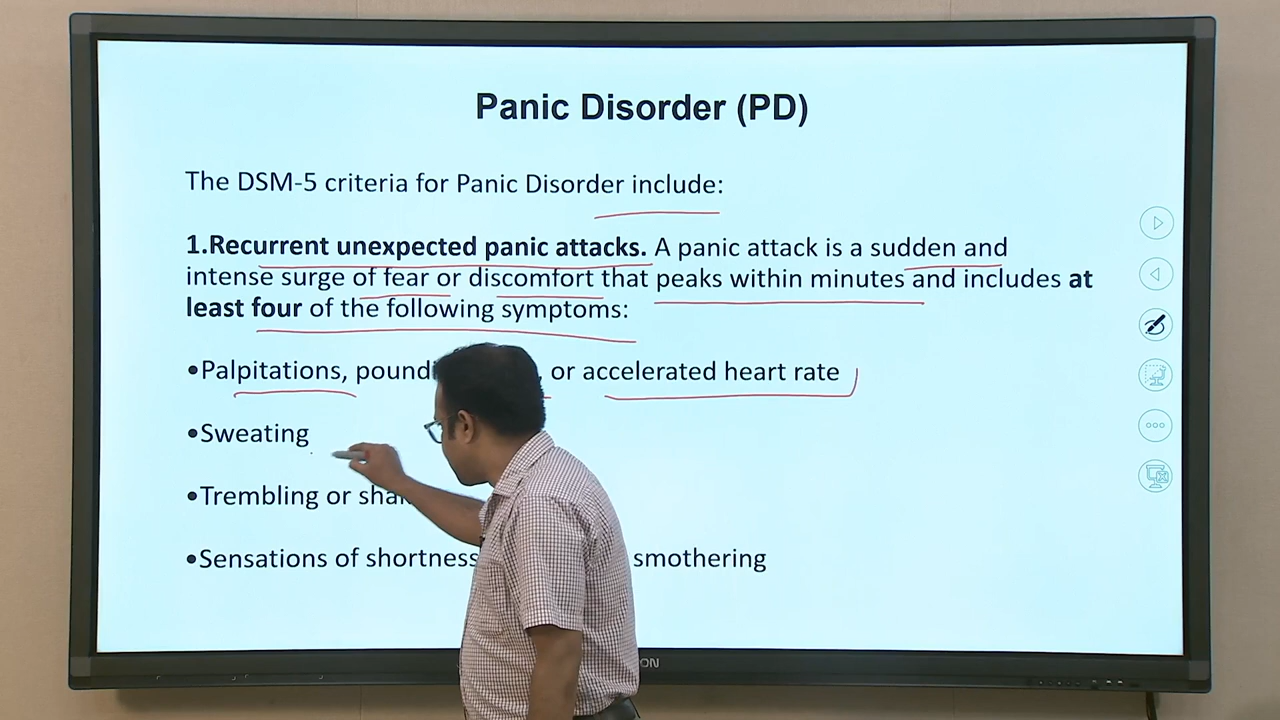 Panic Disorder (PD)
The DSM-5 criteria for Panic Disorder include:
1.Recurrent unexpected panic attacks. A panic attack is a sudden and
intense surge of fear or discomfort that peaks within minutes and includes at
least four of the following symptoms:
•Palpitations, or accelerated heart rate
•Sweating
•Trembling or
•Sensations of shortness smothering